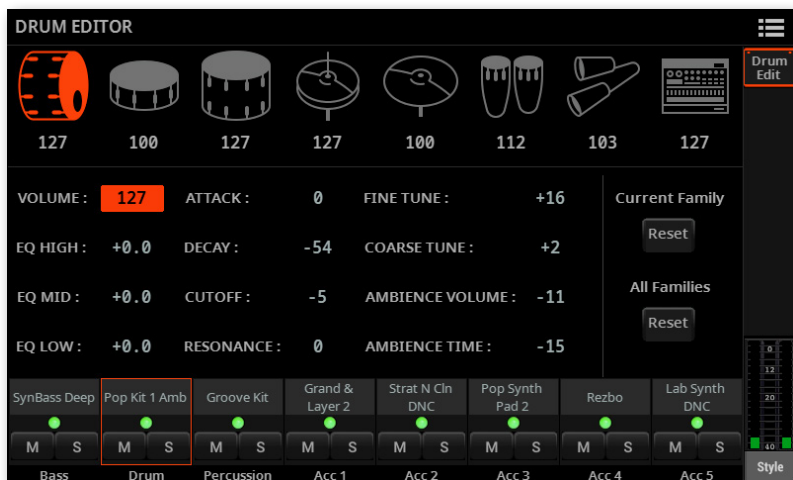 DRUM EDITOR
Drum
Edit
127 100 127 127 100 112 103 127
VOLUME : 127 ATTACK : 0 FINE TUNE : +16 Current Family
Reset
EQ HIGH : +0.0 DECAY : -54 COARSE TUNE : +2
EQ MID : +0.0 CUTOFF : -5 AMBIENCE VOLUME : -11 All Families
Reset
EQ LOW : +0.0 RESONANCE : 0 AMBIENCE TIME : -15
0
12
20
40
SynBass Deep Pop Kit 1 Amb Groove Kit Grand & Layer 2 Strat N Cln DNC Pop Synth Pad 2 Rezbo Lab Synth DNC
M S M S M S M S M S M S M S M S
Bass Drum Percussion Acc 1 Acc 2 Acc 3 Acc 4 Acc 5 Style